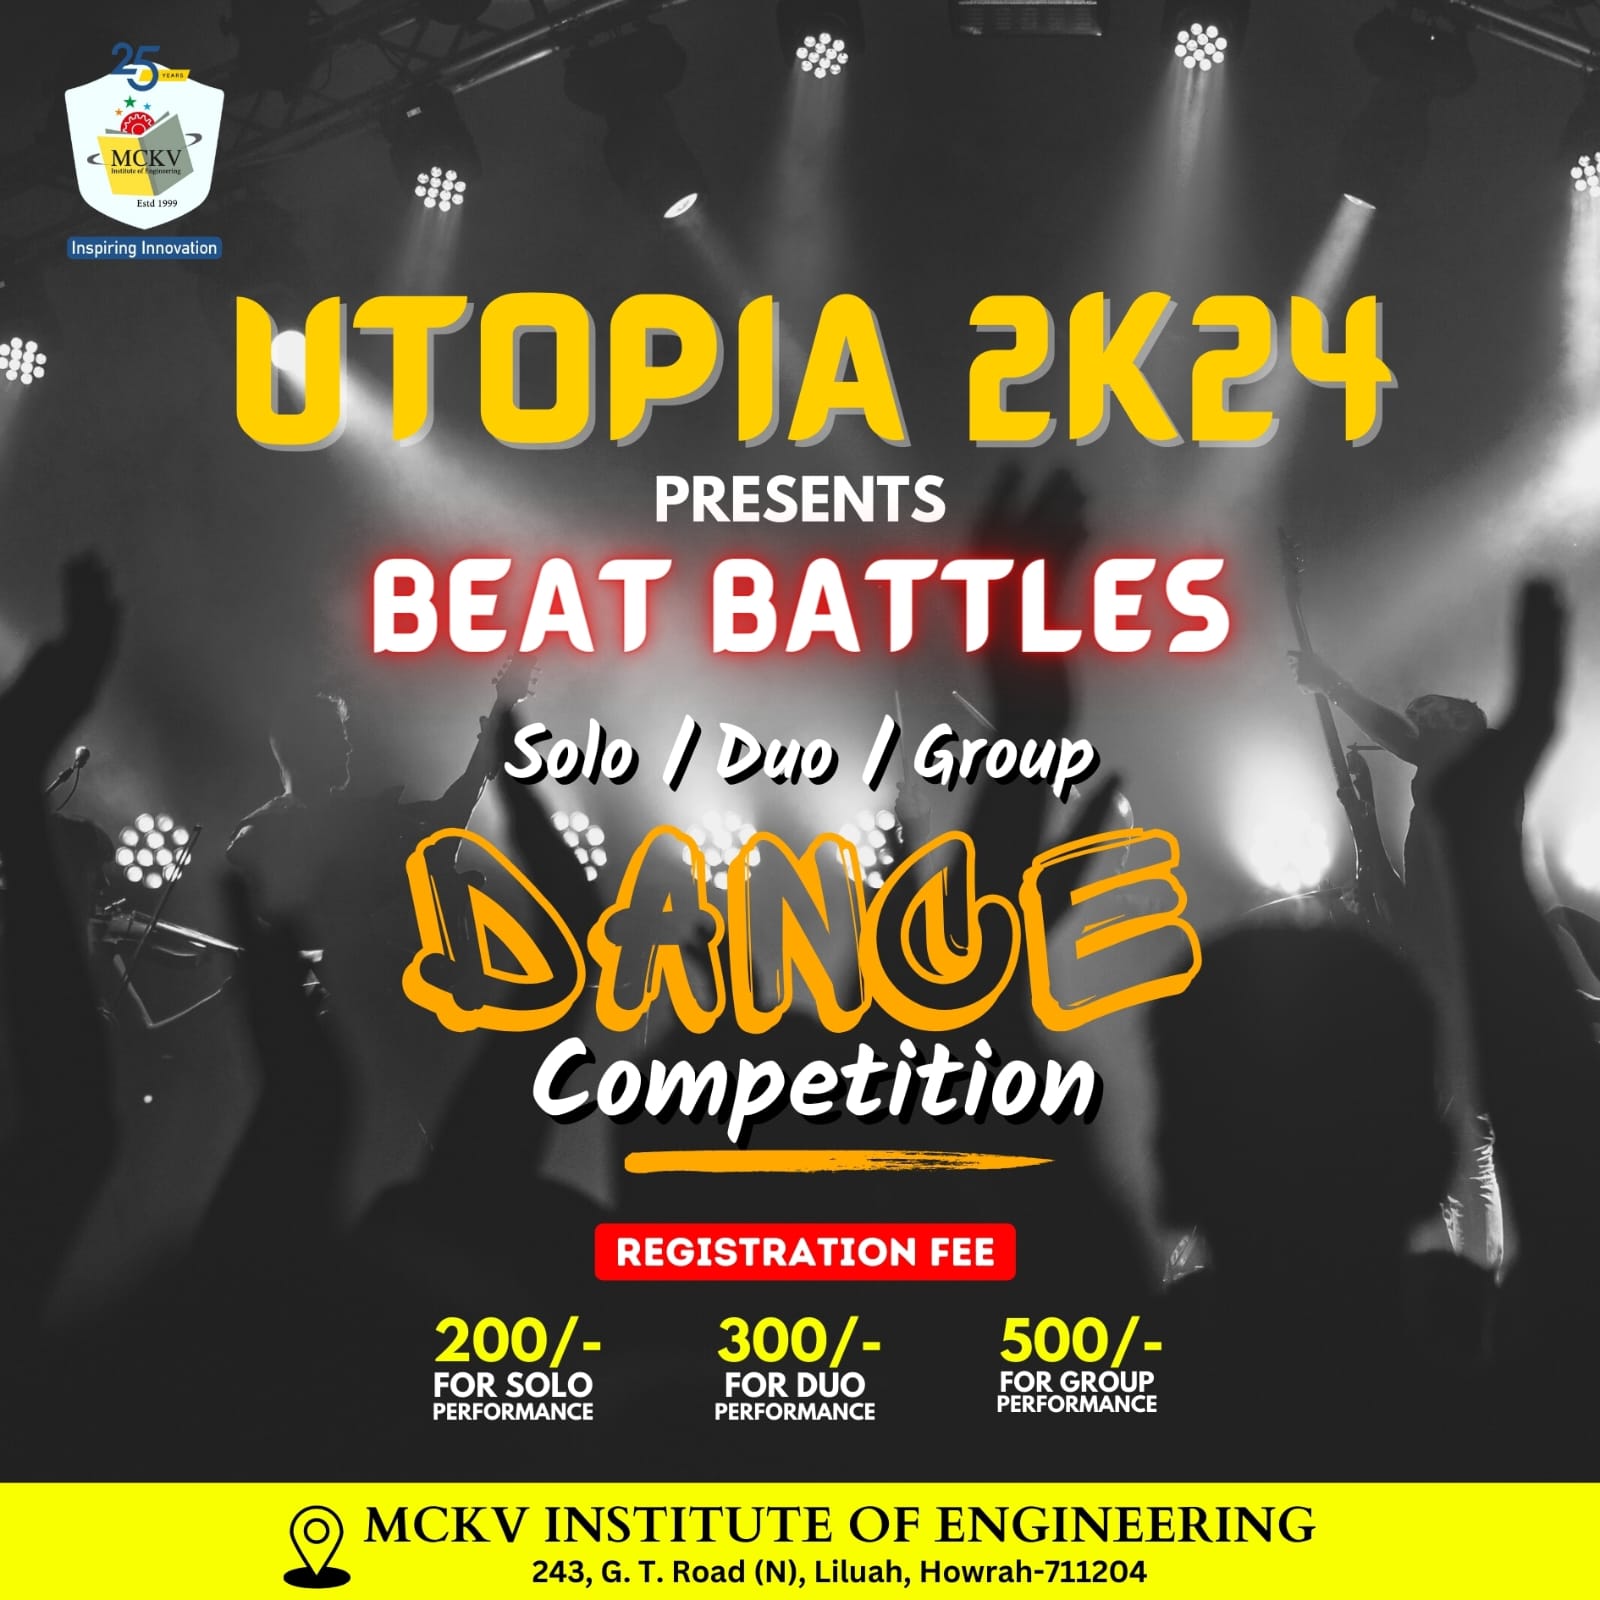 25 YEARS
MCKV
Institute of Engineering
Estd 1999
Inspiring Innovation
UTOPIA 2K24
PRESENTS
BEAT BATTLES
Solo / Duo / Group
DANCE
Competition
REGISTRATION FEE
200/- 300/- 500/-
FOR SOLO FOR DUO FOR GROUP
PERFORMANCE PERFORMANCE PERFORMANCE
MCKV INSTITUTE OF ENGINEERING
243, G. T. Road (N), Liluah, Howrah-711204